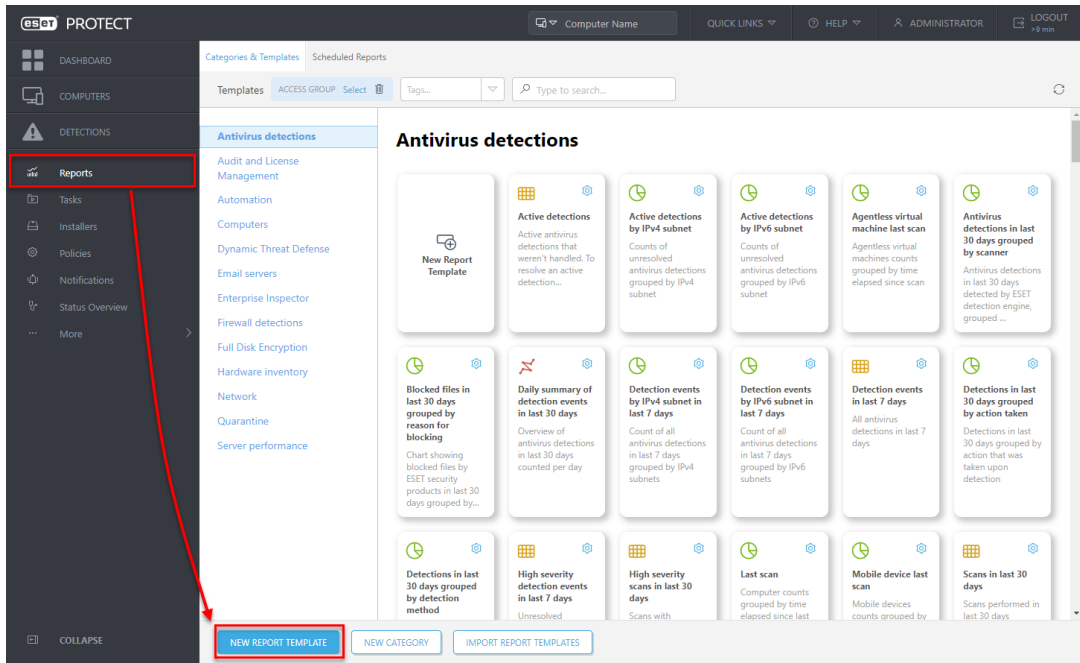 eset PROTECT
Computer Name
QUICK LINKS
HELP
ADMINISTRATOR
LOGOUT
>9 min
DASHBOARD
COMPUTERS
DETECTIONS
Reports
Tasks
Installers
Policies
Notifications
Status Overview
More
COLLAPSE
Categories & Templates
Scheduled Reports
Templates
ACCESS GROUP Select
Tags...
Type to search...
Antivirus detections
Audit and License
Management
Automation
Computers
Dynamic Threat Defense
Email servers
Enterprise Inspector
Firewall detections
Full Disk Encryption
Hardware inventory
Network
Quarantine
Server performance
Antivirus detections
New Report
Template
Active detections
Active antivirus
detections that
weren't handled. To
resolve an active
detection...
Active detections
by IPv4 subnet
Counts of
unresolved
antivirus detections
grouped by IPv4
subnet
Active detections
by IPv6 subnet
Counts of
unresolved
antivirus detections
grouped by IPv6
subnet
Agentless virtual
machine last scan
Agentless virtual
machines counts
grouped by time
elapsed since scan
Antivirus
detections in last
30 days grouped
by scanner
Antivirus detections
in last 30 days
detected by ESET
detection engine,
grouped ...
Blocked files in
last 30 days
grouped by
reason for
blocking
Chart showing
blocked files by
ESET security
products in last 30
days grouped by...
Daily summary of
detection events
in last 30 days
Overview of
antivirus detections
in last 30 days
counted per day
Detection events
by IPv4 subnet in
last 7 days
Count of all
antivirus detections
in last 7 days
grouped by IPv4
subnets
Detection events
by IPv6 subnet in
last 7 days
Count of all
antivirus detections
in last 7 days
grouped by IPv6
subnets
Detection events
in last 7 days
All antivirus
detections in last 7
days
Detections in last
30 days grouped
by action taken
Detections in last
30 days grouped by
action that was
taken upon
detection
Detections in last
30 days grouped
by detection
method
High severity
detection events
in last 7 days
Unresolved
High severity
scans in last 30
days
Scans with
Last scan
Computer counts
grouped by time
elapsed since last
Mobile device last
scan
Mobile devices
counts grouped by
Scans in last 30
days
Scans performed in
last 30 days
NEW REPORT TEMPLATE
NEW CATEGORY
IMPORT REPORT TEMPLATES